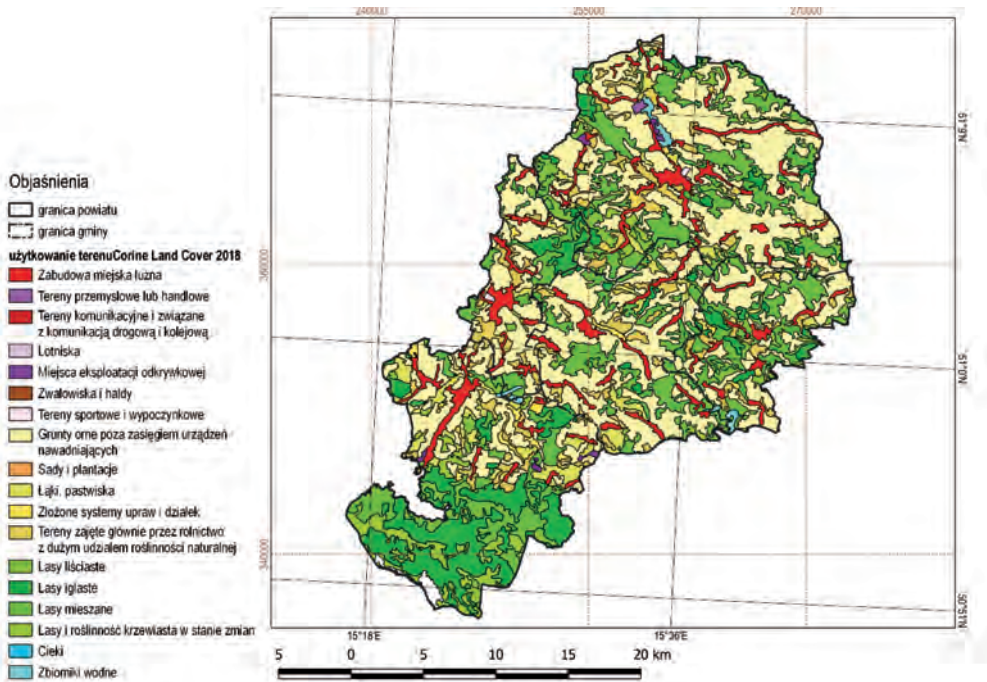 240000 255000 270000
51°9'N
Objaśnienia
granica powiatu
granica gminy
użytkowanie terenuCorine Land Cover 2018
Zabudowa miejska luźna
Tereny przemysłowe lub handlowe
Tereny komunikacyjne i związane
z komunikacją drogową i kolejową
Lotniska
Miejsca eksploatacji odkrywkowej
Zwałowiska i hałdy
Tereny sportowe i wypoczynkowe
Grunty orne poza zasięgiem urządzeń
nawadniających
Sady i plantacje
Łąki, pastwiska
Złożone systemy upraw i działek
Tereny zajęte głównie przez rolnictwo
z dużym udziałem roślinności naturalnej
Lasy liściaste
Lasy iglaste
Lasy mieszane
Lasy i roślinność krzewiasta w stanie zmian
Cieki
Zbiorniki wodne
360000
51°0'N
340000
50°51'N
15°18'E 15°36'E
5 0 5 10 15 20 km